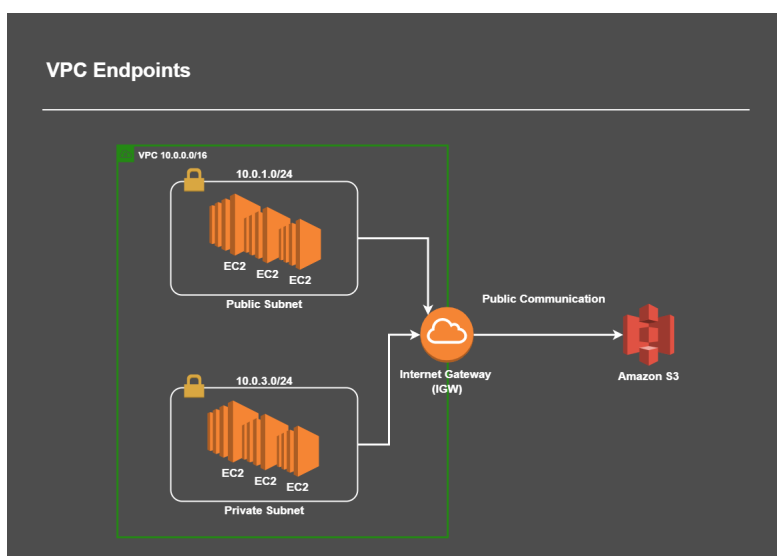 VPC Endpoints
VPC 10.0.0.0/16
10.0.1.0/24
EC2
EC2
EC2
Public Subnet
Public Communication
Internet Gateway
(IGW)
Amazon S3
10.0.3.0/24
EC2
EC2
EC2
Private Subnet